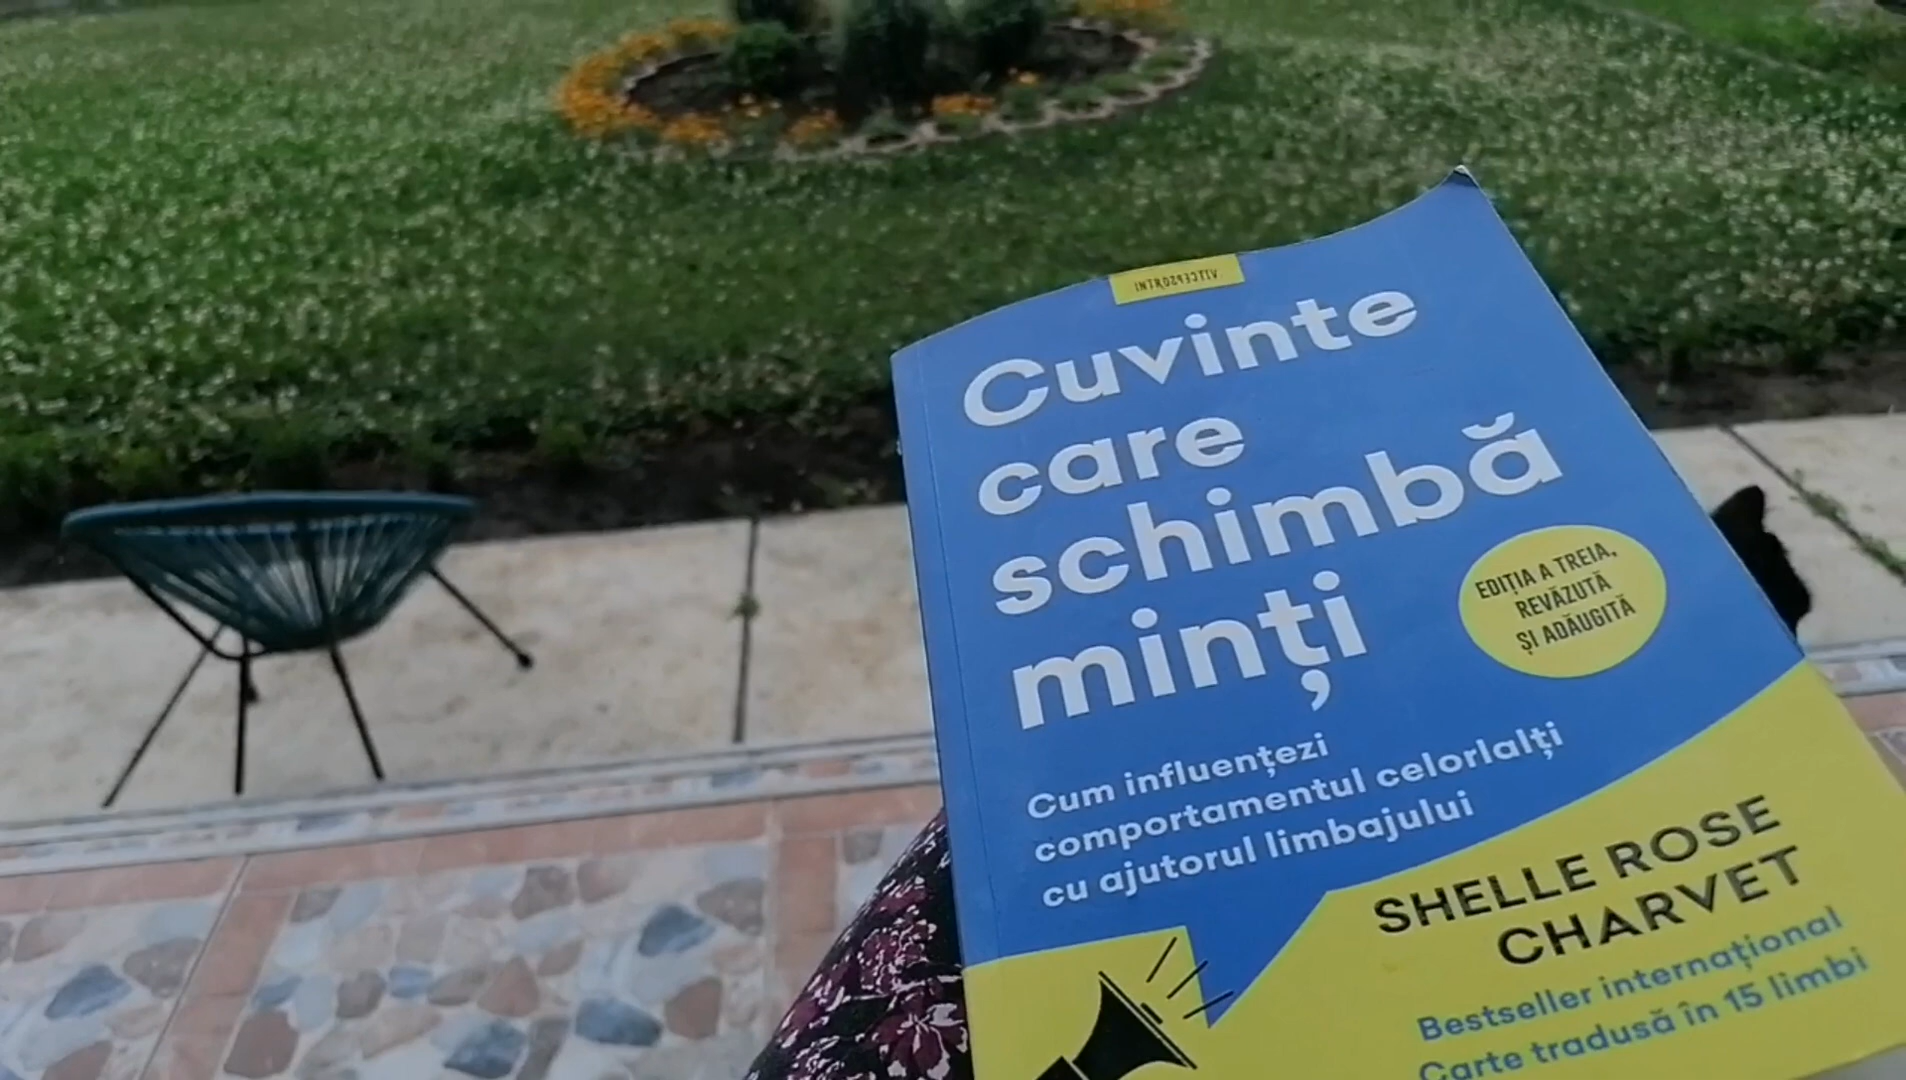 INTROSPECTIV
Cuvinte
care
schimbă
minți
EDIȚIA A TREIA,
REVĂZUTĂ
ȘI ADĂUGITĂ
Cum influențezi
comportamentul celorlalți
cu ajutorul limbajului
SHELLE ROSE
CHARVET
Bestseller internațional
Carte tradusă în 15 limbi